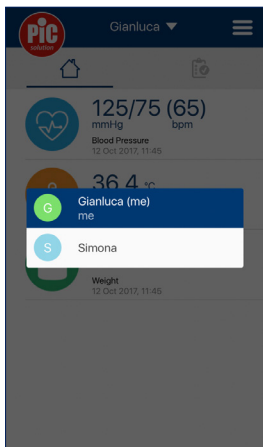 PiC
solution
Gianluca ▼
125/75 (65)
mmHg bpm
Blood Pressure
12 Oct 2017, 11:45
36.4 °C
G
Gianluca (me)
me
S
Simona
Weight
12 Oct 2017, 11:45